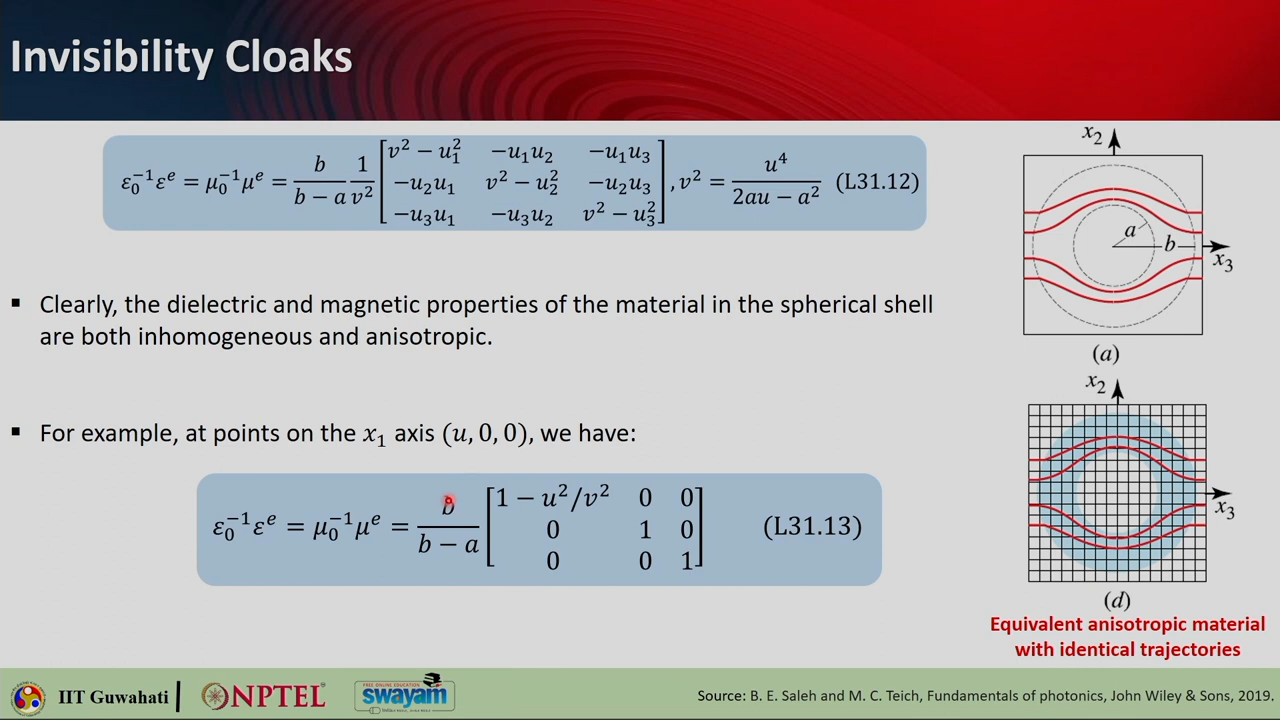 Invisibility Cloaks
ε₀⁻¹εᵉ = μ₀⁻¹μᵉ = b/(b − a) 1/v² [v² − u₁² −u₁u₂ −u₁u₃; −u₂u₁ v² − u₂² −u₂u₃; −u₃u₁ −u₃u₂ v² − u₃²], v² = u⁴/(2au − a²) (L31.12)
▪ Clearly, the dielectric and magnetic properties of the material in the spherical shell
are both inhomogeneous and anisotropic.
▪ For example, at points on the x₁ axis (u, 0, 0), we have:
ε₀⁻¹εᵉ = μ₀⁻¹μᵉ = b/(b − a) [1 − u²/v² 0 0; 0 1 0; 0 0 1] (L31.13)
x₂
a
b
x₃
(a)
x₂
x₃
(d)
Equivalent anisotropic material
with identical trajectories
IIT Guwahati
NPTEL
FREE ONLINE EDUCATION
swayam
Source: B. E. Saleh and M. C. Teich, Fundamentals of photonics, John Wiley & Sons, 2019.